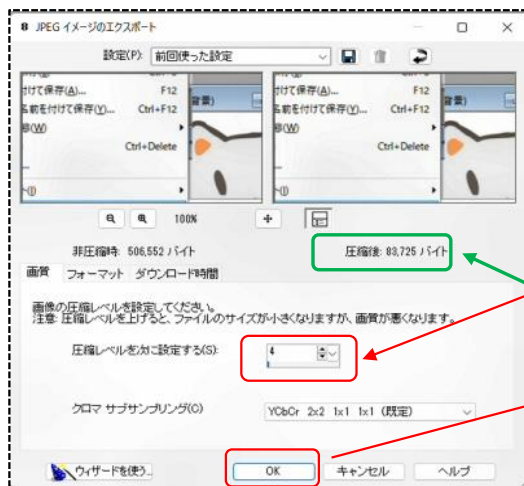 JPEG イメージのエクスポート
設定(P): 前回使った設定
付けて保存(A)... F12
名前を付けて保存(Y)... Ctrl+F12
(W)
Ctrl+Delete
(I)
背景)
けて保存(A)... F12
名前を付けて保存(Y)... Ctrl+F12
(W)
Ctrl+Delete
(I)
背景)
100%
非圧縮時: 506,552 バイト
圧縮後: 83,725 バイト
画質 フォーマット ダウンロード時間
画像の圧縮レベルを設定してください。
注意: 圧縮レベルを上げると、ファイルのサイズが小さくなりますが、画質が悪くなります。
圧縮レベルを次に設定する(S): 4
クロマ サブサンプリング(C) YCbCr 2x2 1x1 1x1 (既定)
ウィザードを使う... OK キャンセル ヘルプ